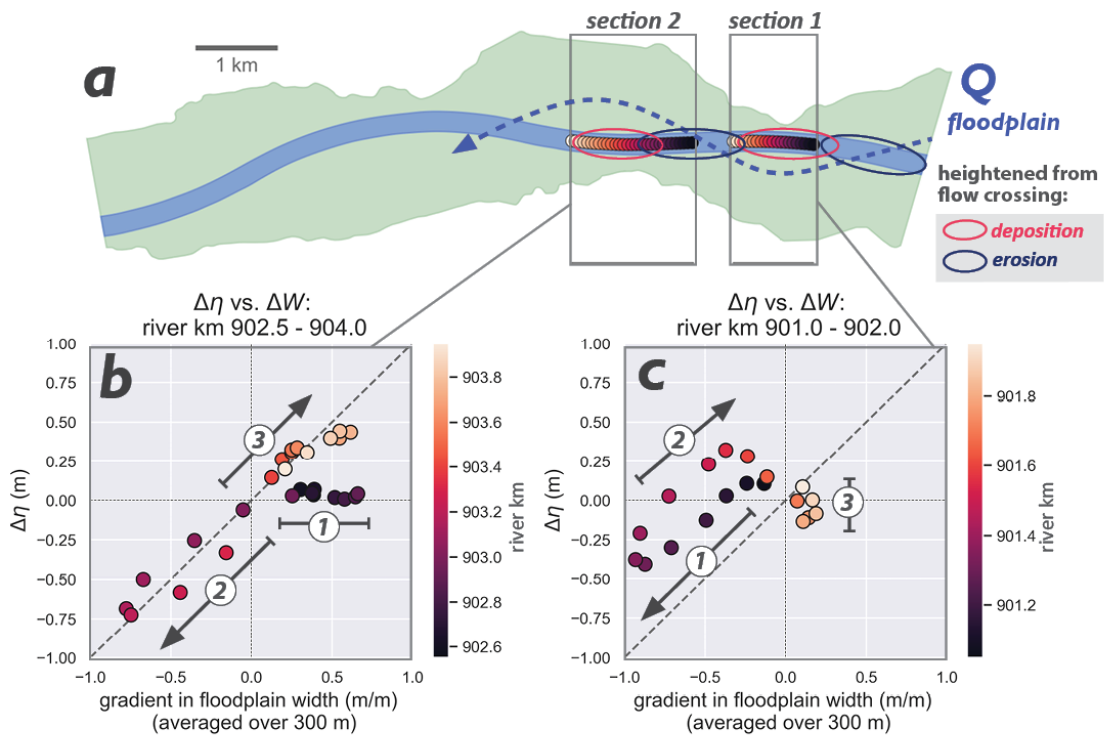 section 2
section 1
1 km
a
Q
floodplain
heightened from
flow crossing:
deposition
erosion
Δη vs. ΔW:
river km 902.5 - 904.0
b
1.00
0.75
0.50
0.25
0.00
−0.25
−0.50
−0.75
−1.00
Δη (m)
3
1
2
−1.0
−0.5
0.0
0.5
1.0
gradient in floodplain width (m/m)
(averaged over 300 m)
903.8
903.6
903.4
903.2
903.0
902.8
902.6
river km
Δη vs. ΔW:
river km 901.0 - 902.0
c
1.00
0.75
0.50
0.25
0.00
−0.25
−0.50
−0.75
−1.00
Δη (m)
2
3
1
−1.0
−0.5
0.0
0.5
1.0
gradient in floodplain width (m/m)
(averaged over 300 m)
901.8
901.6
901.4
901.2
river km